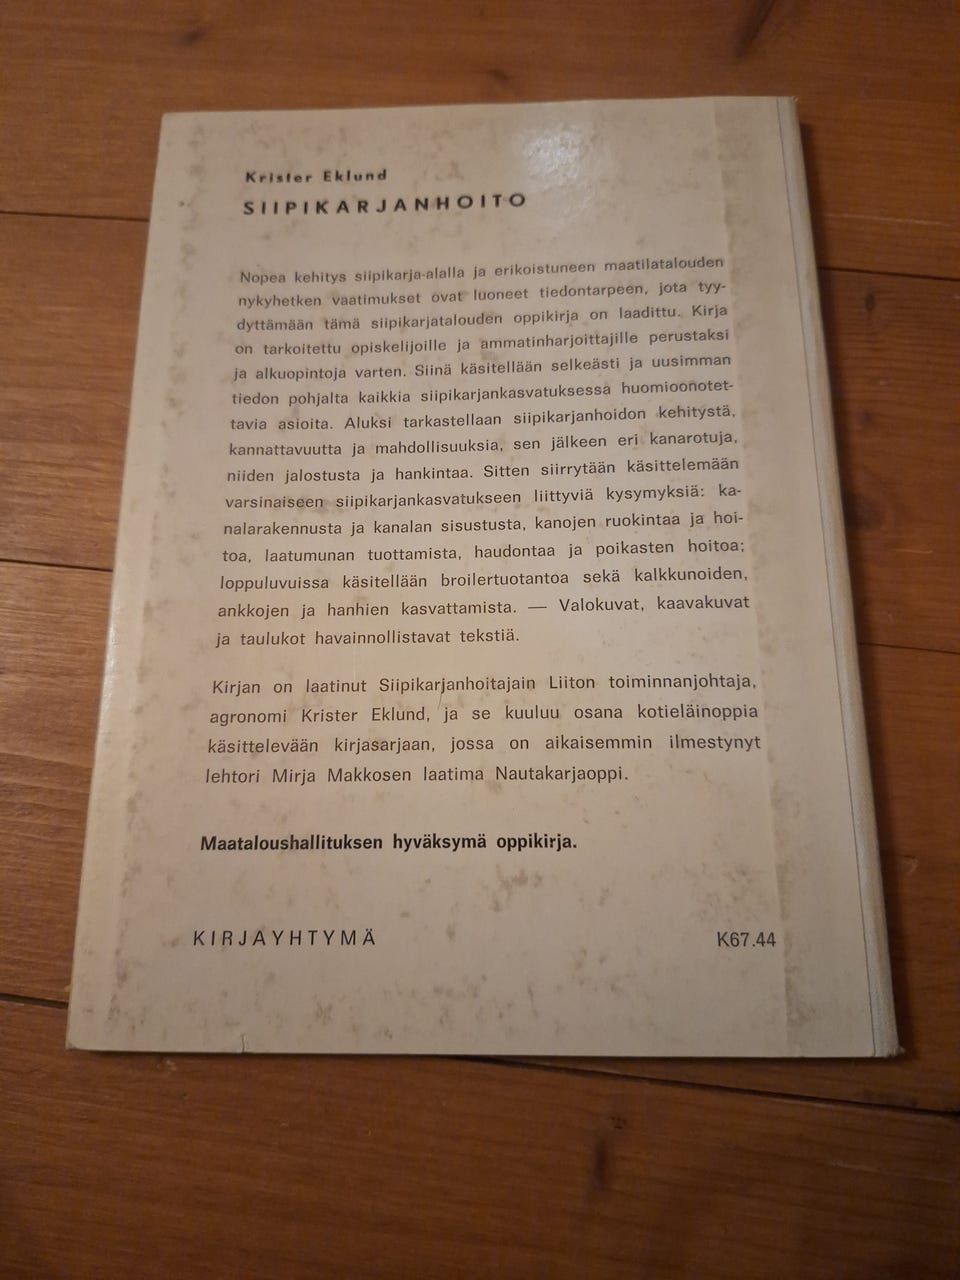 Krister Eklund
SIIPIKARJANHOITO
Nopea kehitys siipikarja-alalla ja erikoistuneen maatilatalouden
nykyhetken vaatimukset ovat luoneet tiedontarpeen, jota tyy-
dyttämään tämä siipikarjatalouden oppikirja on laadittu. Kirja
on tarkoitettu opiskelijoille ja ammatinharjoittajille perustaksi
ja alkuopintoja varten. Siinä käsitellään selkeästi ja uusimman
tiedon pohjalta kaikkia siipikarjankasvatuksessa huomioonotet-
tavia asioita. Aluksi tarkastellaan siipikarjanhoidon kehitystä,
kannattavuutta ja mahdollisuuksia, sen jälkeen eri kanarotuja,
niiden jalostusta ja hankintaa. Sitten siirrytään käsittelemään
varsinaiseen siipikarjankasvatukseen liittyviä kysymyksiä: ka-
nalarakennusta ja kanalan sisustusta, kanojen ruokintaa ja hoi-
toa, laatumunan tuottamista, haudontaa ja poikasten hoitoa;
loppuluvuissa käsitellään broilertuotantoa sekä kalkkunoiden,
ankkojen ja hanhien kasvattamista. — Valokuvat, kaavakuvat
ja taulukot havainnollistavat tekstiä.
Kirjan on laatinut Siipikarjanhoitajain Liiton toiminnanjohtaja,
agronomi Krister Eklund, ja se kuuluu osana kotieläinoppia
käsittelevään kirjasarjaan, jossa on aikaisemmin ilmestynyt
lehtori Mirja Makkosen laatima Nautakarjaoppi.
Maataloushallituksen hyväksymä oppikirja.
KIRJAYHTYMÄ
K67.44